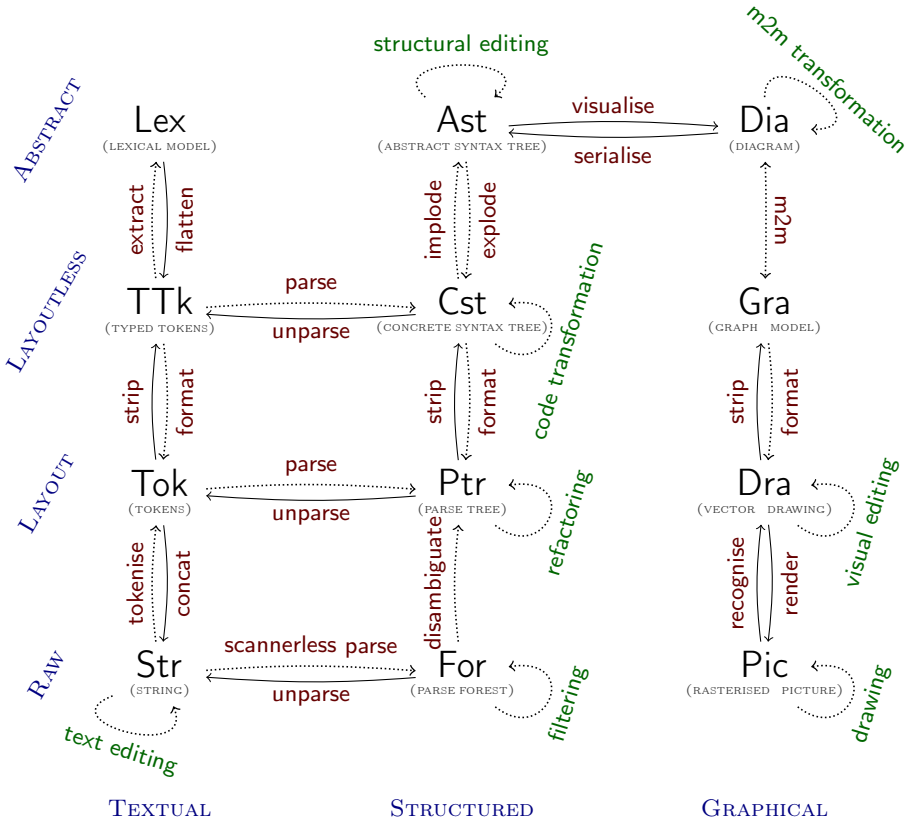 m2m transformation
structural editing
ABSTRACT
Lex
(LEXICAL MODEL)
Ast
(ABSTRACT SYNTAX TREE)
visualise
serialise
Dia
(DIAGRAM)
extract
flatten
implode
explode
m2m
LAYOUTLESS
TTk
(TYPED TOKENS)
parse
unparse
Cst
(CONCRETE SYNTAX TREE)
code transformation
Gra
(GRAPH MODEL)
strip
format
strip
format
strip
format
LAYOUT
Tok
(TOKENS)
parse
unparse
Ptr
(PARSE TREE)
refactoring
Dra
(VECTOR DRAWING)
visual editing
tokenise
concat
disambiguate
recognise
render
RAW
Str
(STRING)
scannerless parse
unparse
For
(PARSE FOREST)
filtering
Pic
(RASTERISED PICTURE)
drawing
text editing
TEXTUAL
STRUCTURED
GRAPHICAL